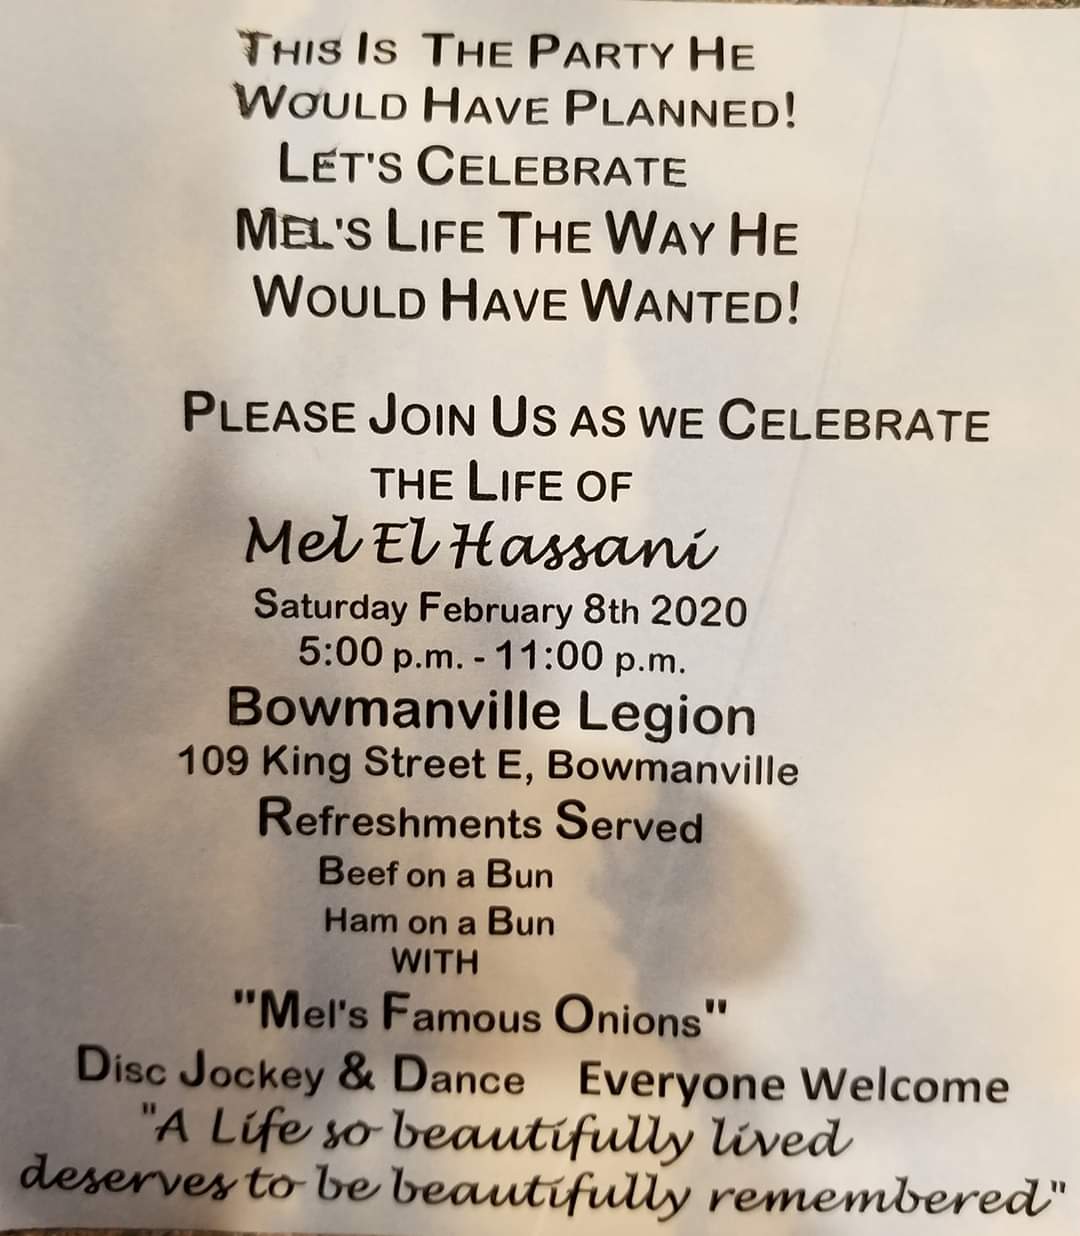 This Is The Party He
Would Have Planned!
Let's Celebrate
Mel's Life The Way He
Would Have Wanted!
Please Join Us as we Celebrate
the Life of
Mel El Hassani
Saturday February 8th 2020
5:00 p.m. - 11:00 p.m.
Bowmanville Legion
109 King Street E, Bowmanville
Refreshments Served
Beef on a Bun
Ham on a Bun
WITH
"Mel's Famous Onions"
Disc Jockey & Dance Everyone Welcome
"A Life so beautifully lived
deserves to be beautifully remembered"